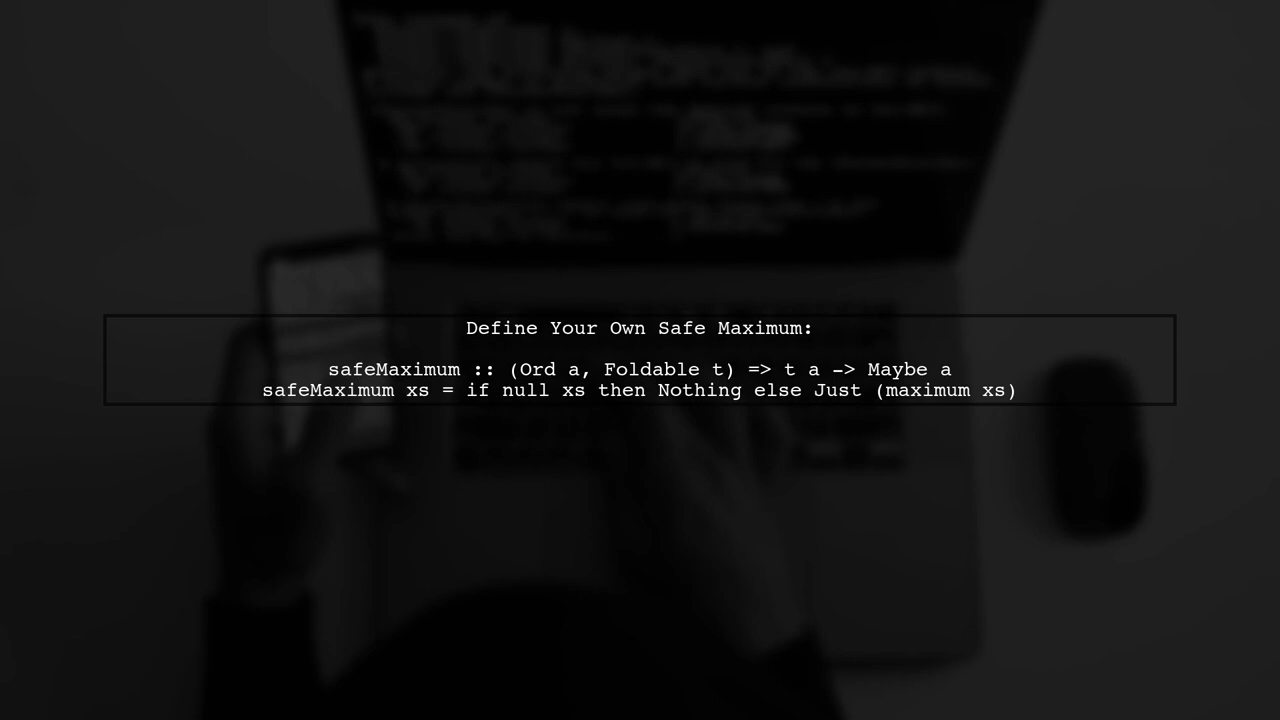 Define Your Own Safe Maximum:
safeMaximum :: (Ord a, Foldable t) => t a -> Maybe a
safeMaximum xs = if null xs then Nothing else Just (maximum xs)